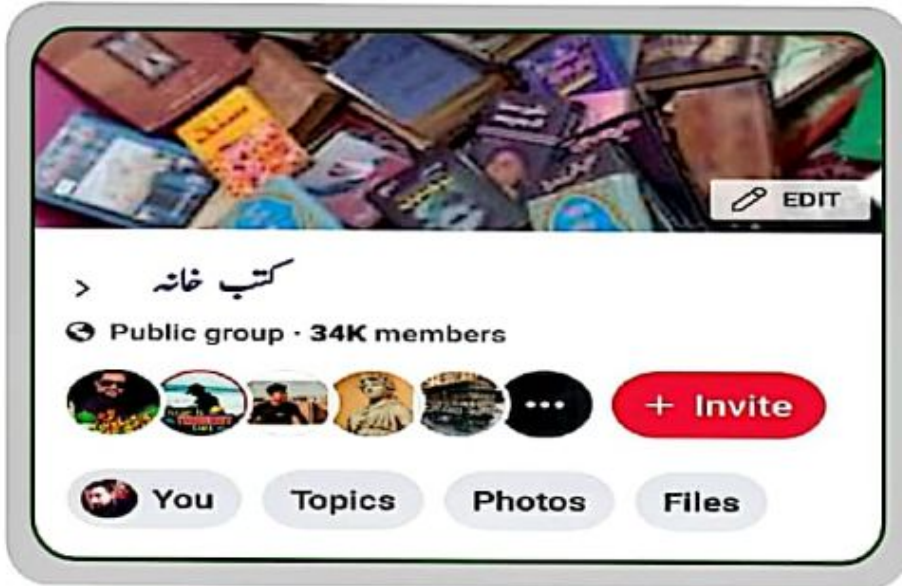 EDIT
کتب خانہ
Public group · 34K members
+ Invite
You
Topics
Photos
Files